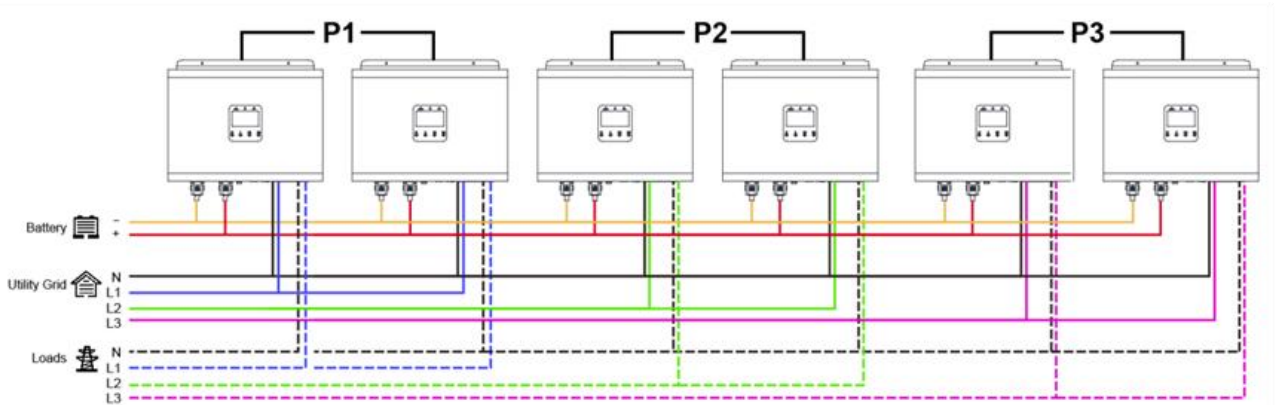 P1 P2 P3
Battery
−
+
Utility Grid
N
L1
L2
L3
Loads
N
L1
L2
L3